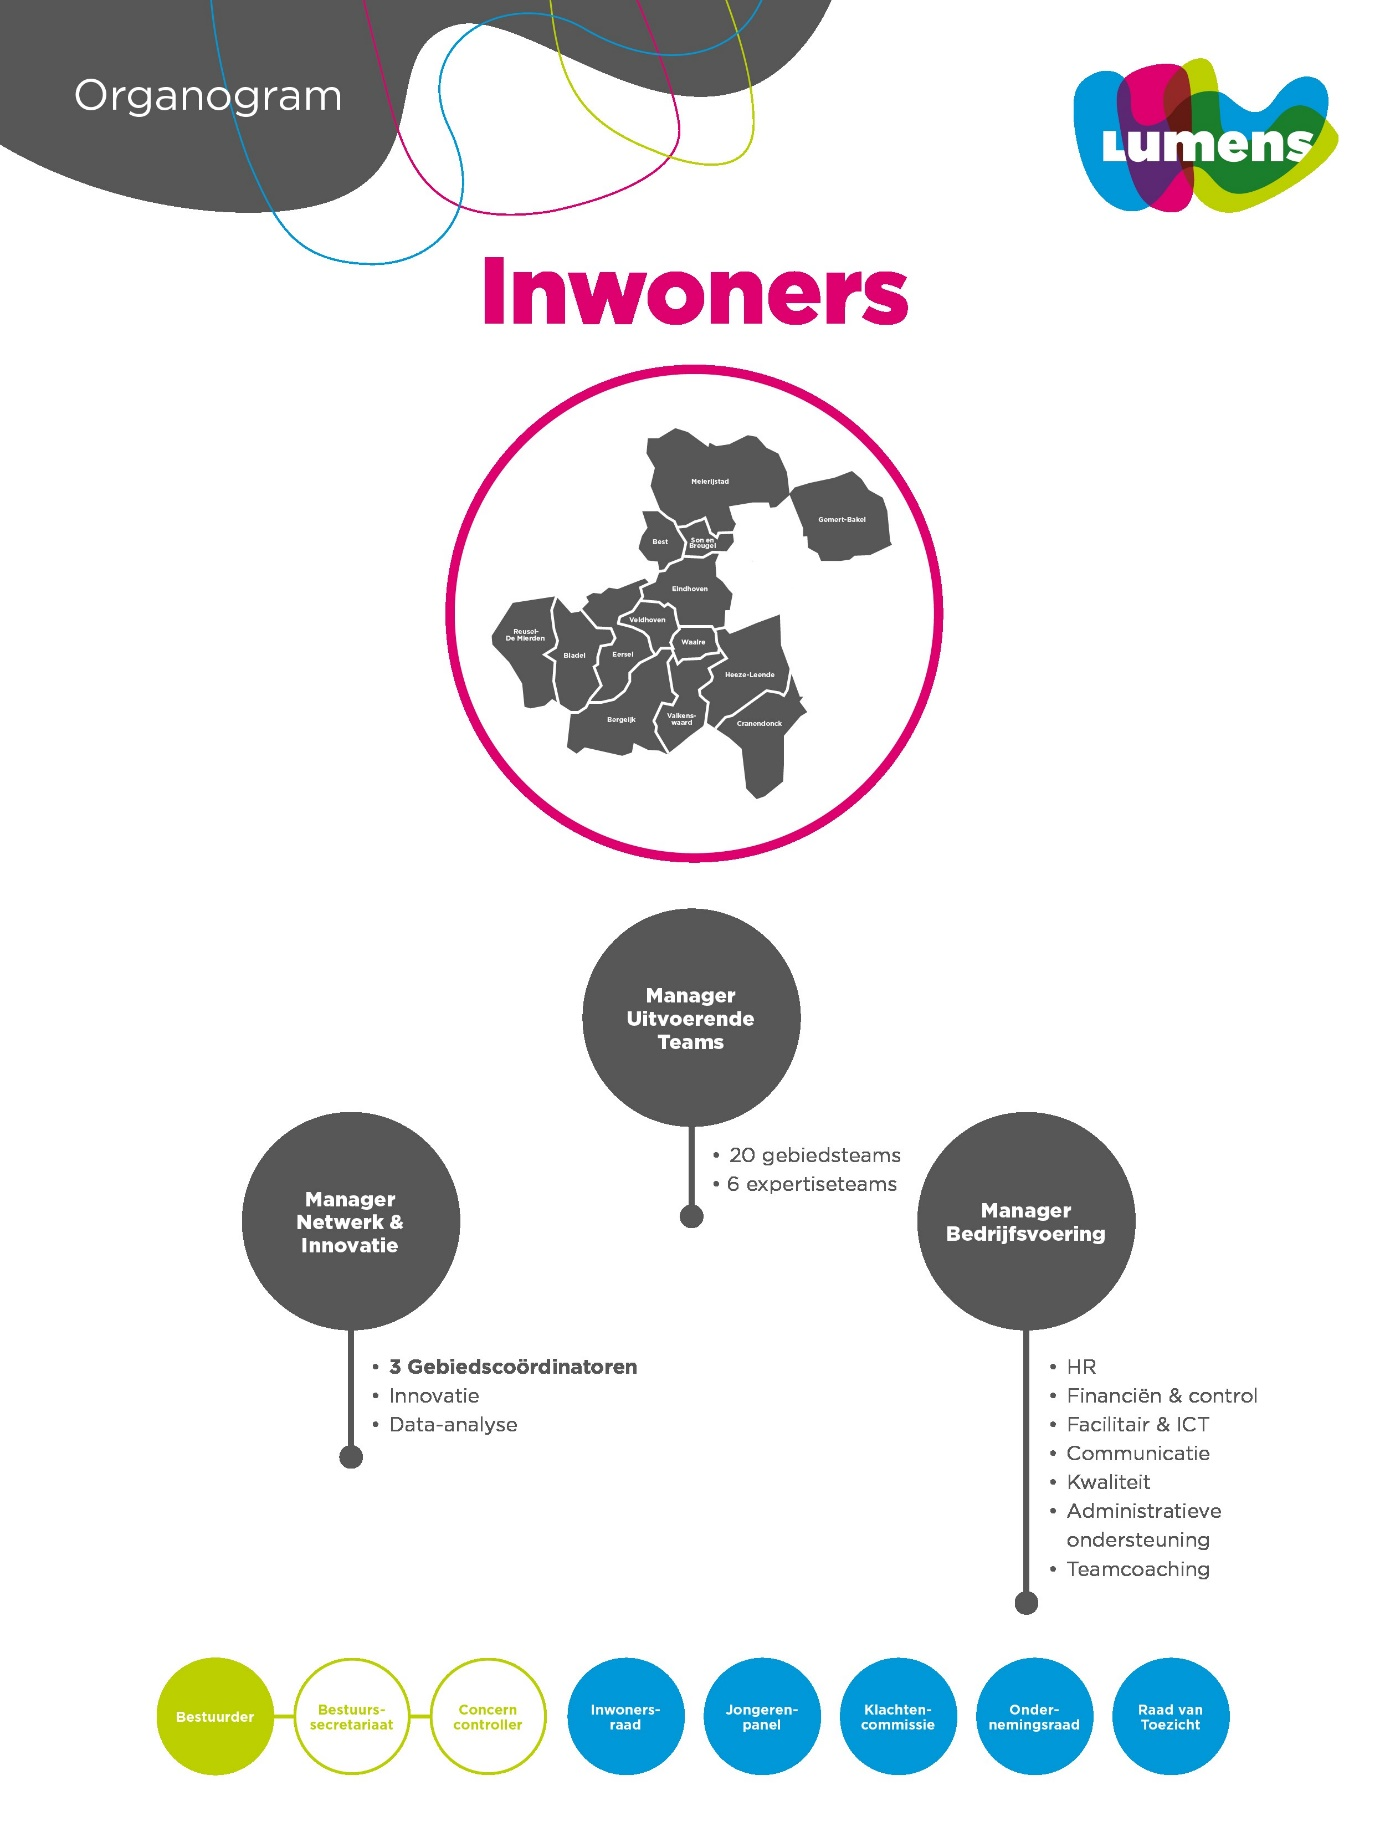 Organogram
Lumens
Inwoners
Meierijstad
Gemert-Bakel
Best
Son en
Breugel
Eindhoven
Veldhoven
Reusel-
De Mierden
Waalre
Bladel
Eersel
Heeze-Leende
Bergeijk
Valkens-
waard
Cranendonck
Manager
Uitvoerende
Teams
• 20 gebiedsteams
• 6 expertiseteams
Manager
Netwerk &
Innovatie
• 3 Gebiedscoördinatoren
• Innovatie
• Data-analyse
Manager
Bedrijfsvoering
• HR
• Financiën & control
• Facilitair & ICT
• Communicatie
• Kwaliteit
• Administratieve
ondersteuning
• Teamcoaching
Bestuurder
Bestuurs-
secretariaat
Concern
controller
Inwoners-
raad
Jongeren-
panel
Klachten-
commissie
Onder-
nemingsraad
Raad van
Toezicht